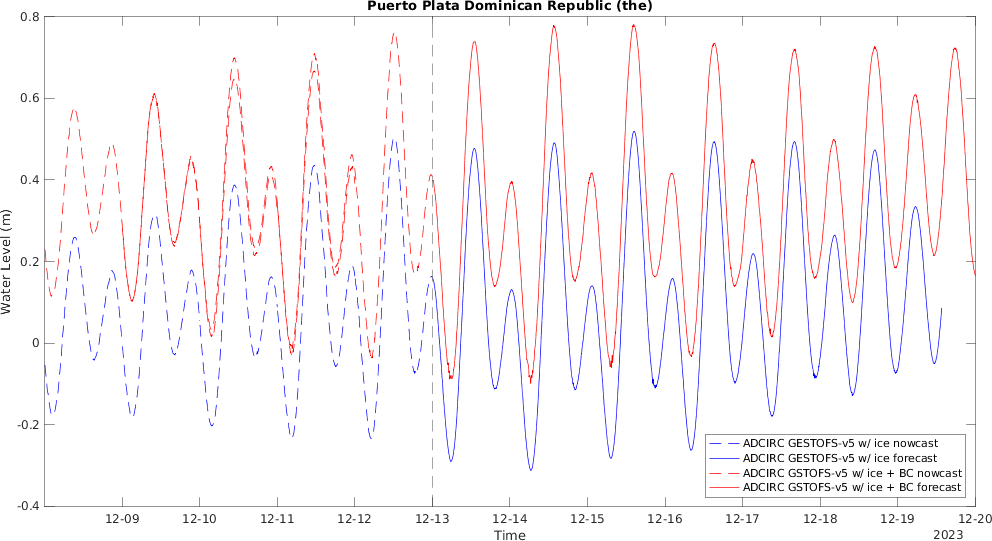 Puerto Plata Dominican Republic (the)
Water Level (m)
0.8
0.6
0.4
0.2
0
-0.2
-0.4
ADCIRC GESTOFS-v5 w/ ice nowcast
ADCIRC GESTOFS-v5 w/ ice forecast
ADCIRC GSTOFS-v5 w/ ice + BC nowcast
ADCIRC GSTOFS-v5 w/ ice + BC forecast
12-09 12-10 12-11 12-12 12-13 12-14 12-15 12-16 12-17 12-18 12-19 12-20
Time
2023